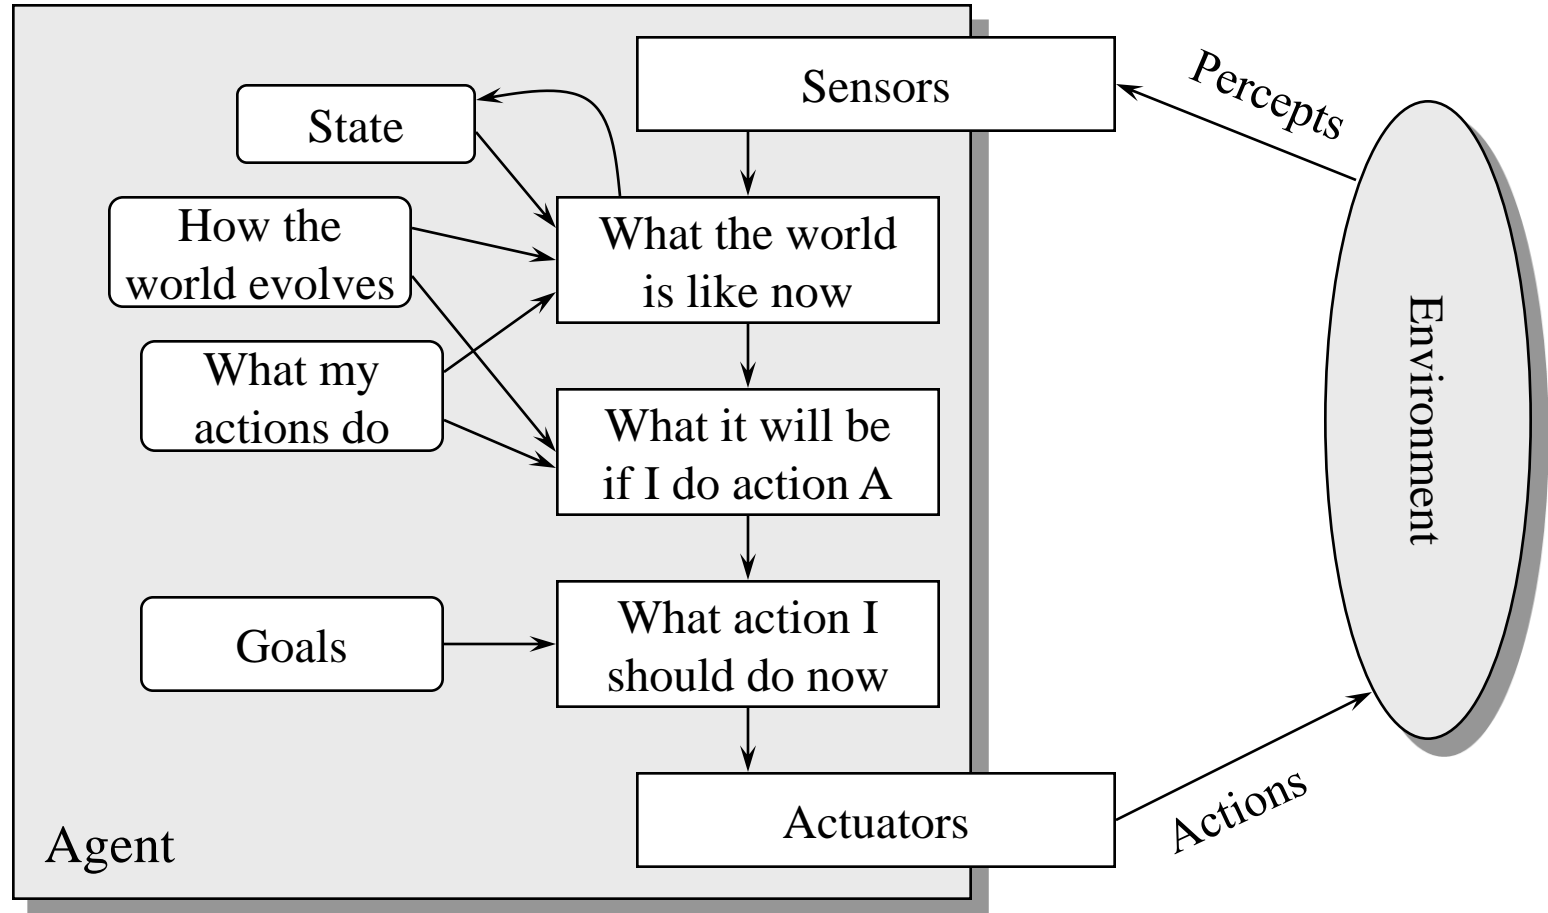 Sensors
Percepts
State
How the
world evolves
What the world
is like now
What my
actions do
What it will be
if I do action A
Environment
Goals
What action I
should do now
Agent
Actuators
Actions